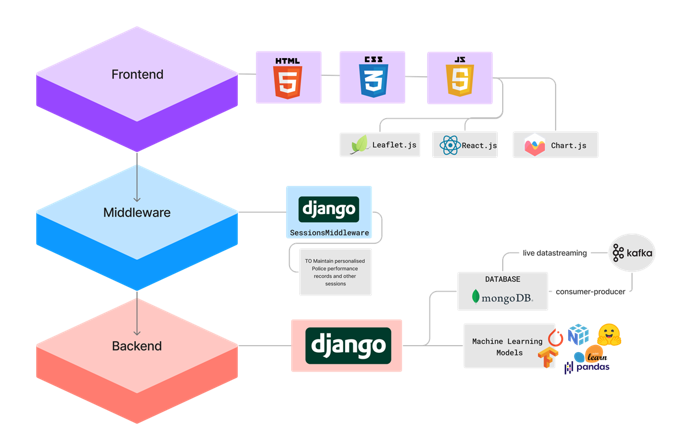 Frontend
HTML
5
CSS
3
JS
5
Leaflet.js
React.js
Chart.js
Middleware
django
SessionsMiddleware
TO Maintain personalised
Police performance
records and other
sessions
live datastreaming
kafka
DATABASE
mongoDB.
consumer-producer
Backend
django
Machine Learning
Models
learn
pandas